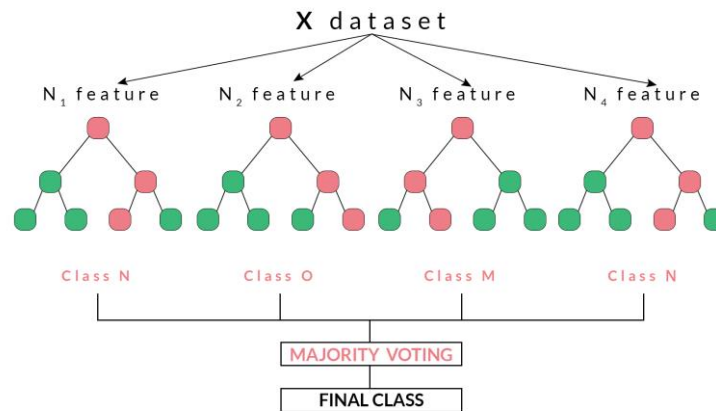 X dataset
N₁ feature
N₂ feature
N₃ feature
N₄ feature
Class N
Class O
Class M
Class N
MAJORITY VOTING
FINAL CLASS